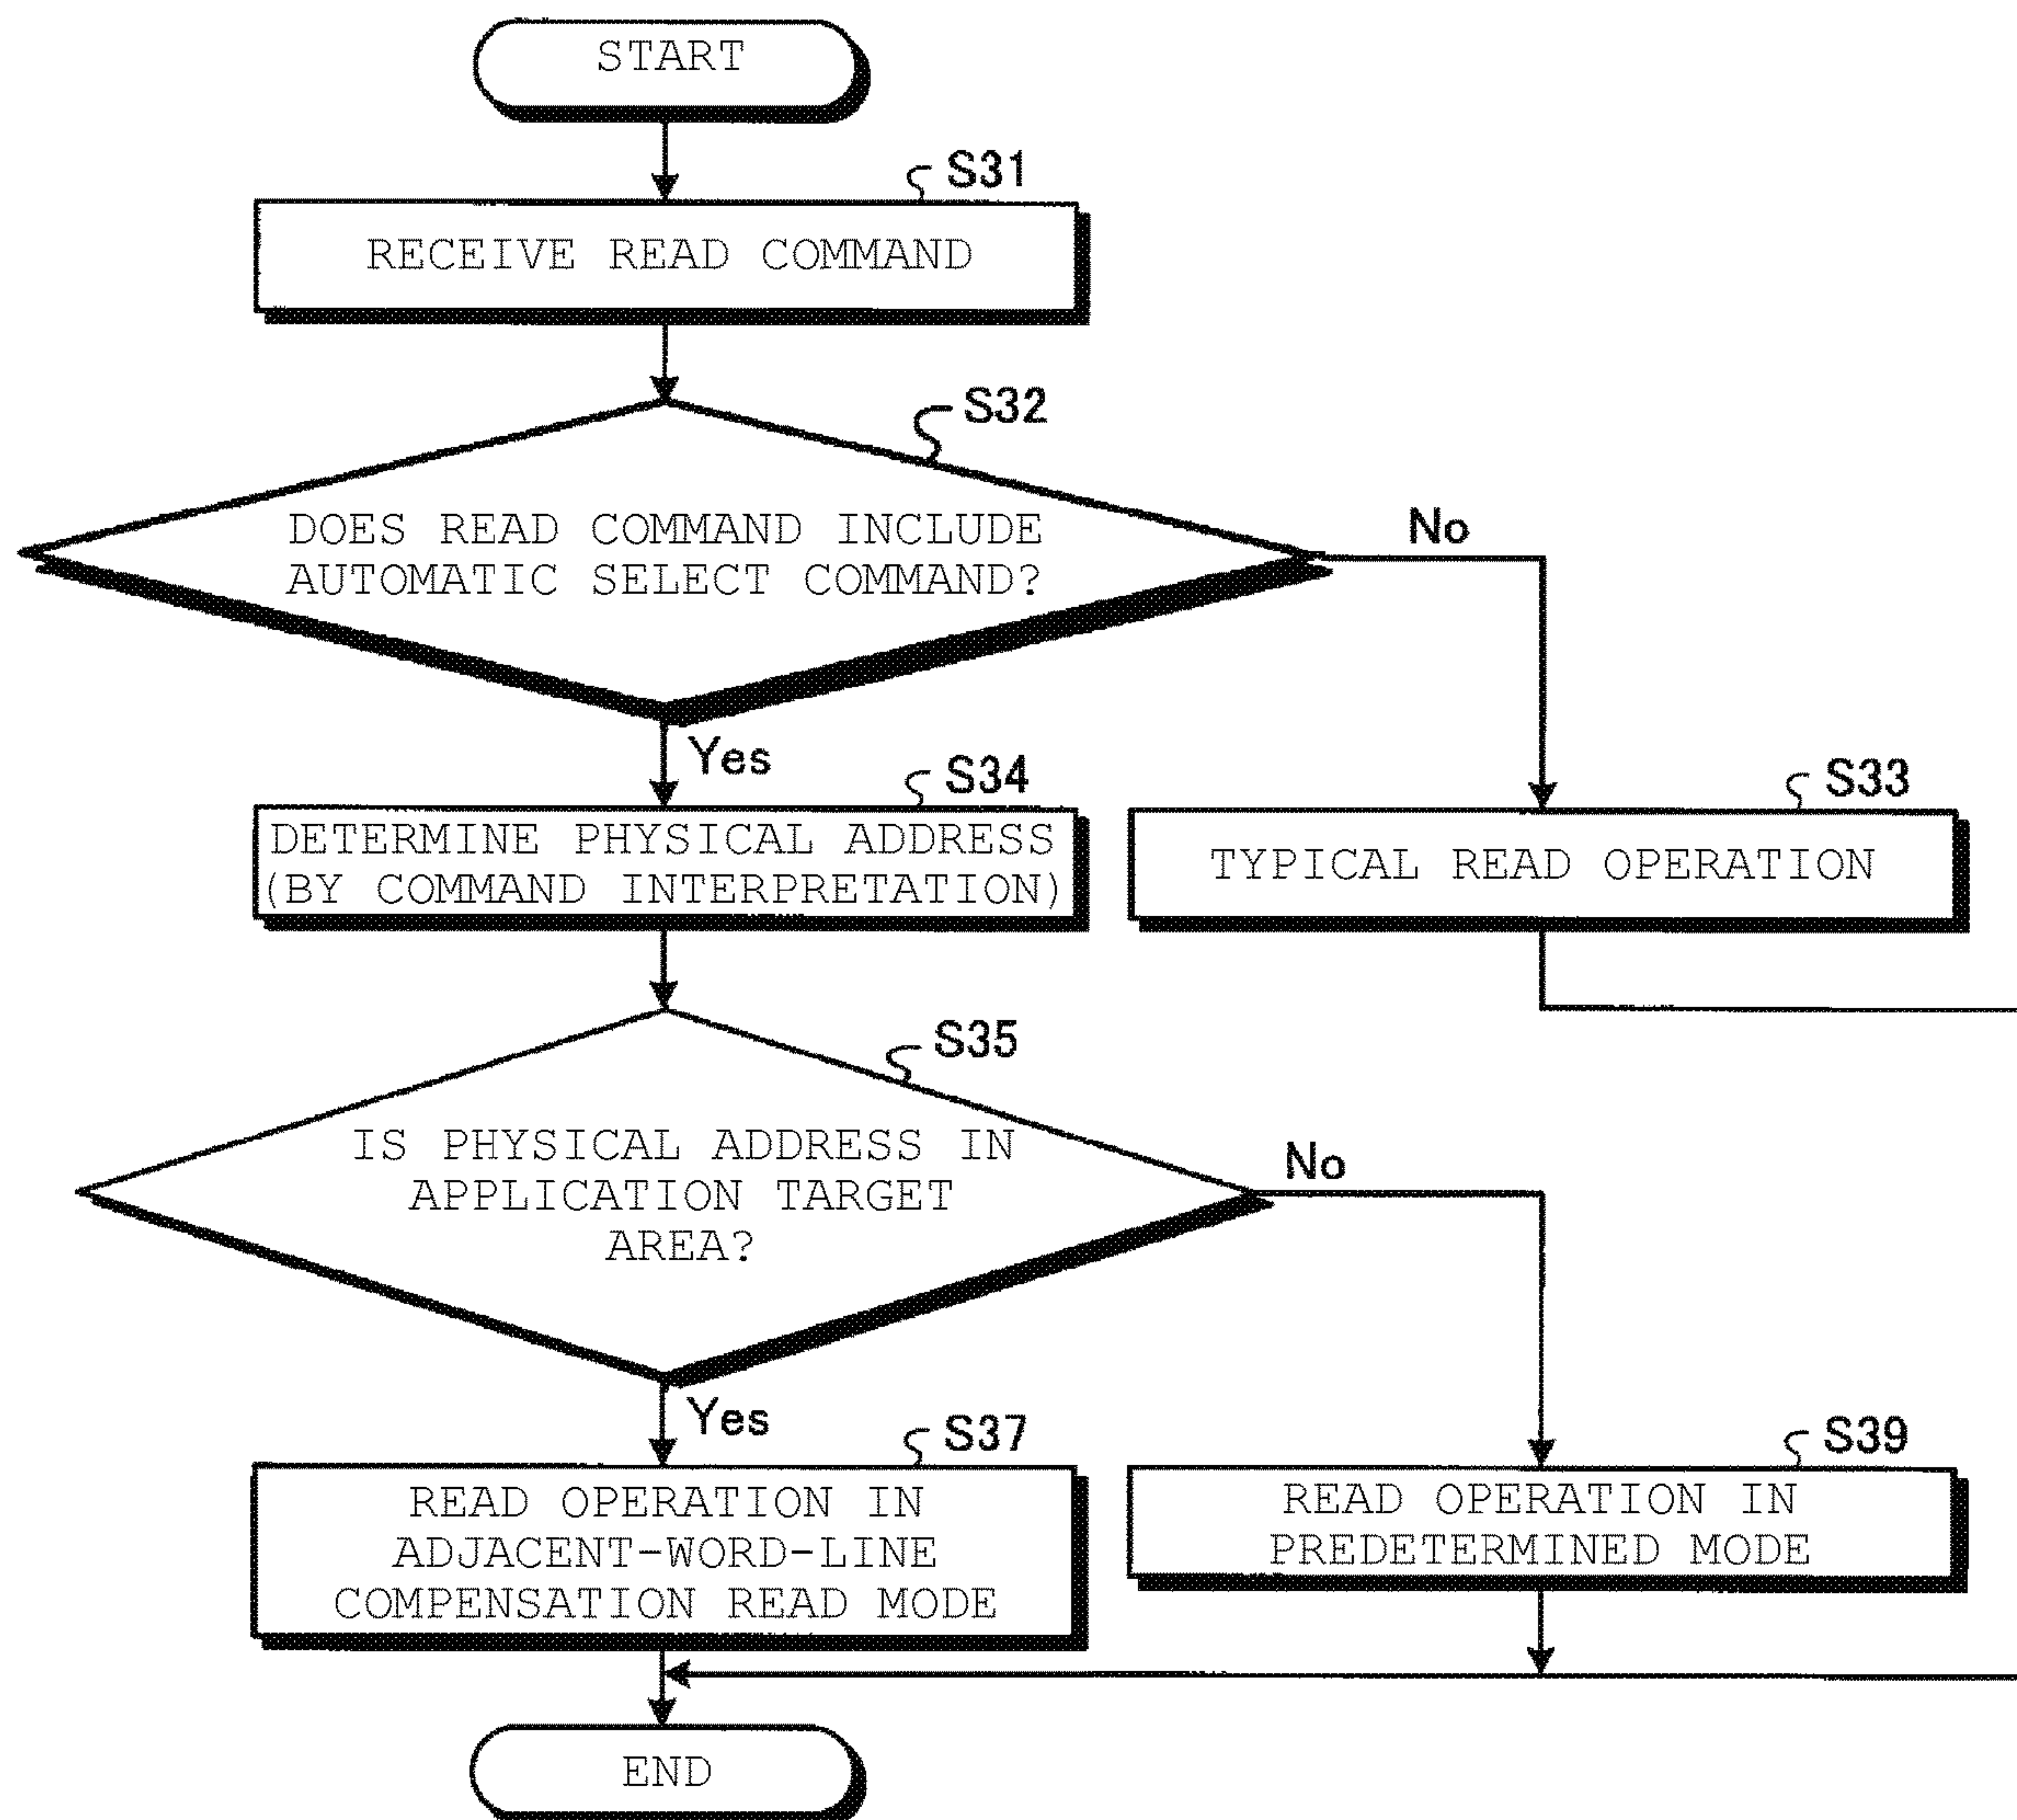 START
S31
RECEIVE READ COMMAND
S32
DOES READ COMMAND INCLUDE
AUTOMATIC SELECT COMMAND?
No
Yes
S34
DETERMINE PHYSICAL ADDRESS
(BY COMMAND INTERPRETATION)
S33
TYPICAL READ OPERATION
S35
IS PHYSICAL ADDRESS IN
APPLICATION TARGET
AREA?
No
Yes
S37
READ OPERATION IN
ADJACENT-WORD-LINE
COMPENSATION READ MODE
S39
READ OPERATION IN
PREDETERMINED MODE
END